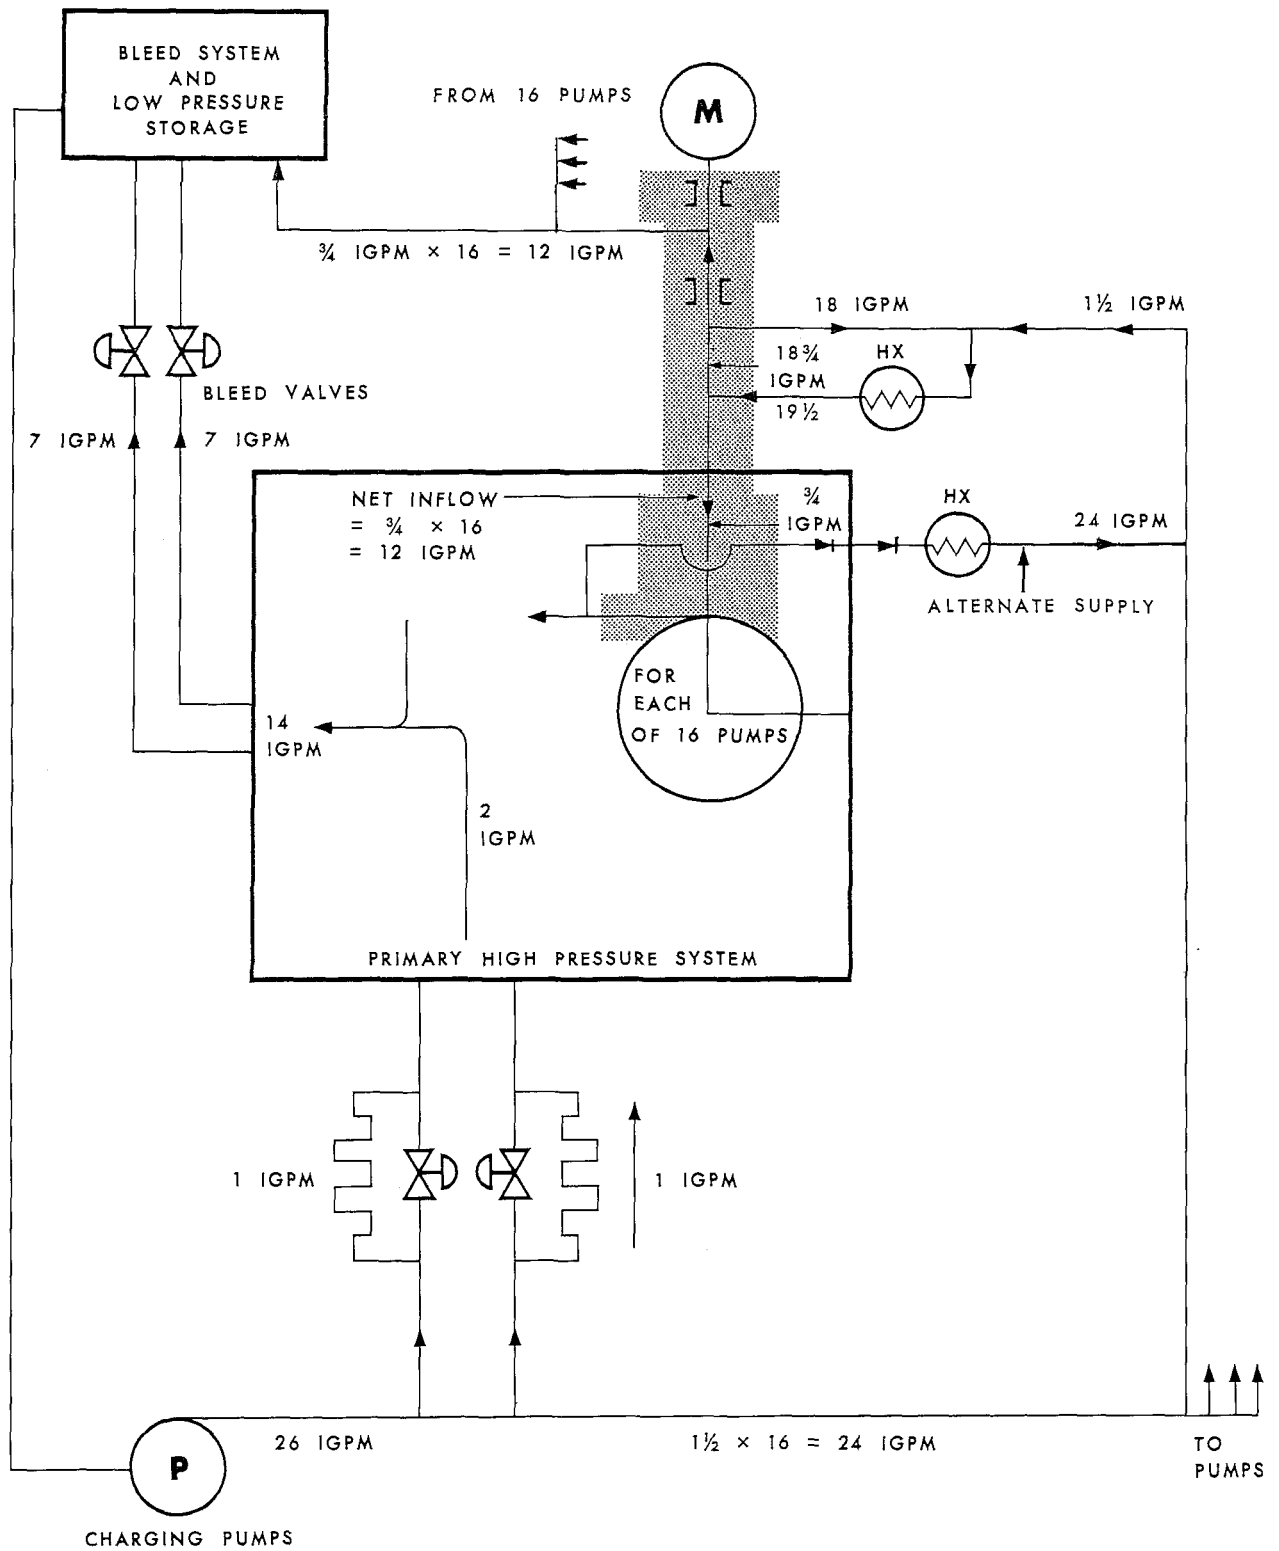 BLEED SYSTEM
AND
LOW PRESSURE
STORAGE
FROM 16 PUMPS
M
¾ IGPM × 16 = 12 IGPM
18 IGPM
1½ IGPM
18¾
IGPM
19½
HX
BLEED VALVES
7 IGPM
7 IGPM
NET INFLOW
= ¾ × 16
= 12 IGPM
¾
IGPM
HX
24 IGPM
ALTERNATE SUPPLY
FOR
EACH
OF 16 PUMPS
14
IGPM
2
IGPM
PRIMARY HIGH PRESSURE SYSTEM
1 IGPM
1 IGPM
26 IGPM
1½ × 16 = 24 IGPM
TO
PUMPS
P
CHARGING PUMPS